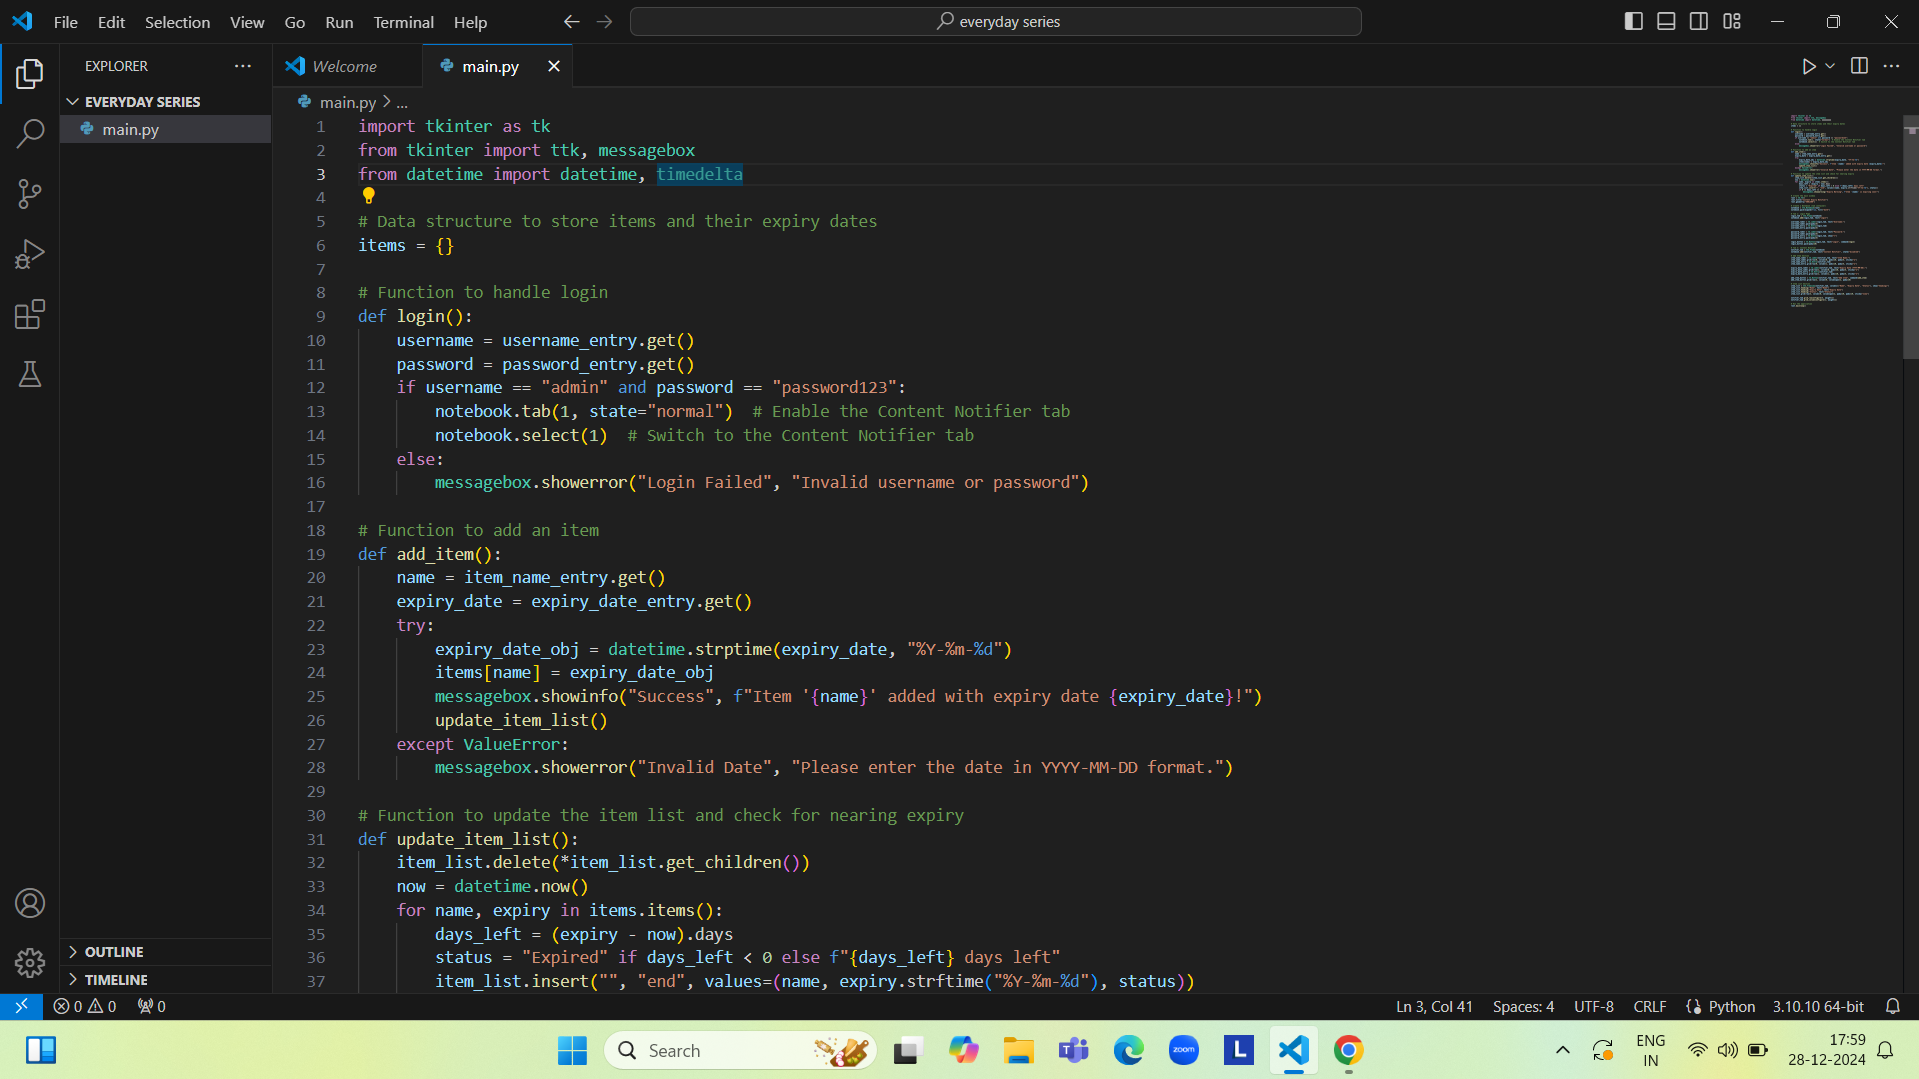 File Edit Selection View Go Run Terminal Help
everyday series
EXPLORER
EVERYDAY SERIES
main.py
OUTLINE
TIMELINE
Welcome
main.py
main.py > ...
1 import tkinter as tk
2 from tkinter import ttk, messagebox
3 from datetime import datetime, timedelta
4
5 # Data structure to store items and their expiry dates
6 items = {}
7
8 # Function to handle login
9 def login():
10 username = username_entry.get()
11 password = password_entry.get()
12 if username == "admin" and password == "password123":
13 notebook.tab(1, state="normal")  # Enable the Content Notifier tab
14 notebook.select(1)  # Switch to the Content Notifier tab
15 else:
16 messagebox.showerror("Login Failed", "Invalid username or password")
17
18 # Function to add an item
19 def add_item():
20 name = item_name_entry.get()
21 expiry_date = expiry_date_entry.get()
22 try:
23 expiry_date_obj = datetime.strptime(expiry_date, "%Y-%m-%d")
24 items[name] = expiry_date_obj
25 messagebox.showinfo("Success", f"Item '{name}' added with expiry date {expiry_date}!")
26 update_item_list()
27 except ValueError:
28 messagebox.showerror("Invalid Date", "Please enter the date in YYYY-MM-DD format.")
29
30 # Function to update the item list and check for nearing expiry
31 def update_item_list():
32 item_list.delete(*item_list.get_children())
33 now = datetime.now()
34 for name, expiry in items.items():
35 days_left = (expiry - now).days
36 status = "Expired" if days_left < 0 else f"{days_left} days left"
37 item_list.insert("", "end", values=(name, expiry.strftime("%Y-%m-%d"), status))
0 0 0
Ln 3, Col 41 Spaces: 4 UTF-8 CRLF {} Python 3.10.10 64-bit
Search
zoom
L
ENG
IN
17:59
28-12-2024